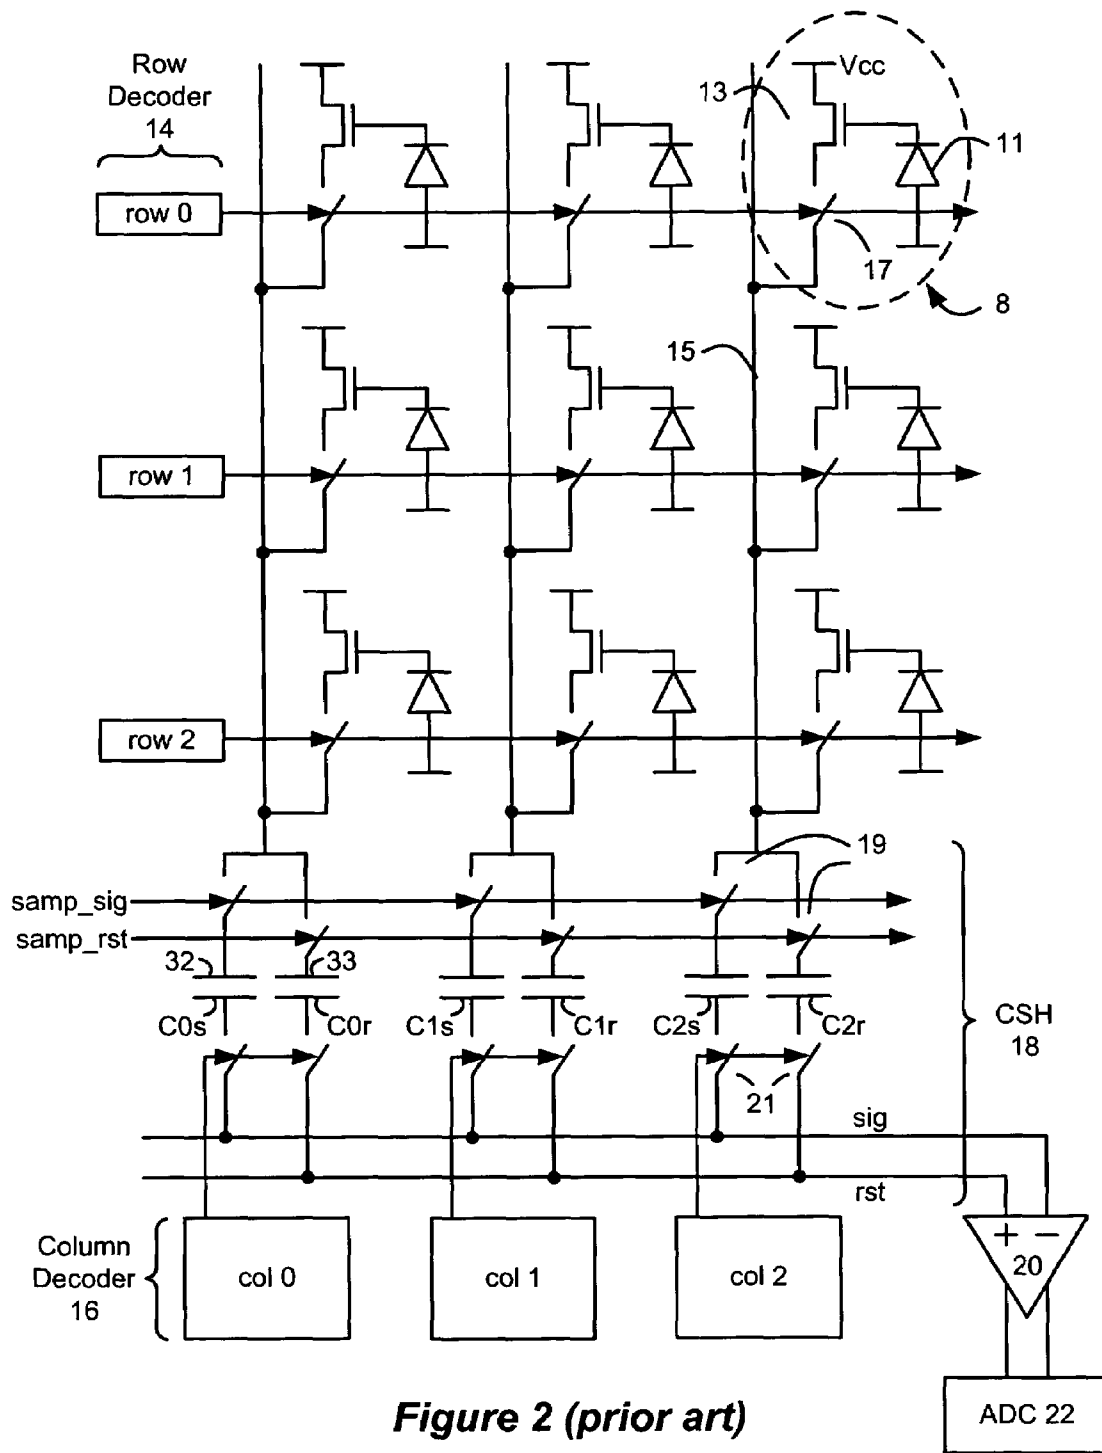 Row
Decoder
14
Vcc
13
11
row 0
17
8
15
row 1
row 2
19
samp_sig
samp_rst
32
33
C0s
C0r
C1s
C1r
C2s
C2r
CSH
18
21
sig
rst
Column
Decoder
16
col 0
col 1
col 2
+ −
20
ADC 22
Figure 2 (prior art)